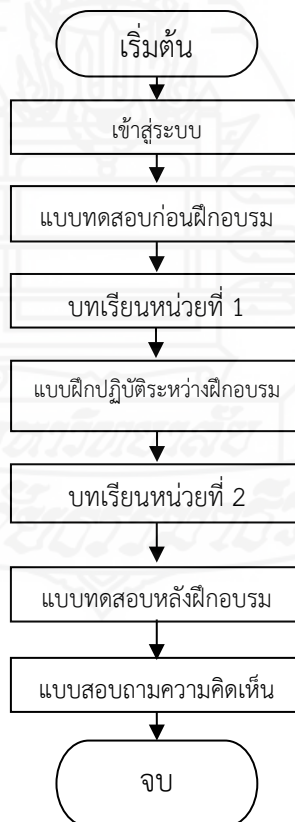 เริ่มต้น
เข้าสู่ระบบ
แบบทดสอบก่อนฝึกอบรม
บทเรียนหน่วยที่ 1
แบบฝึกปฏิบัติระหว่างฝึกอบรม
บทเรียนหน่วยที่ 2
แบบทดสอบหลังฝึกอบรม
แบบสอบถามความคิดเห็น
จบ